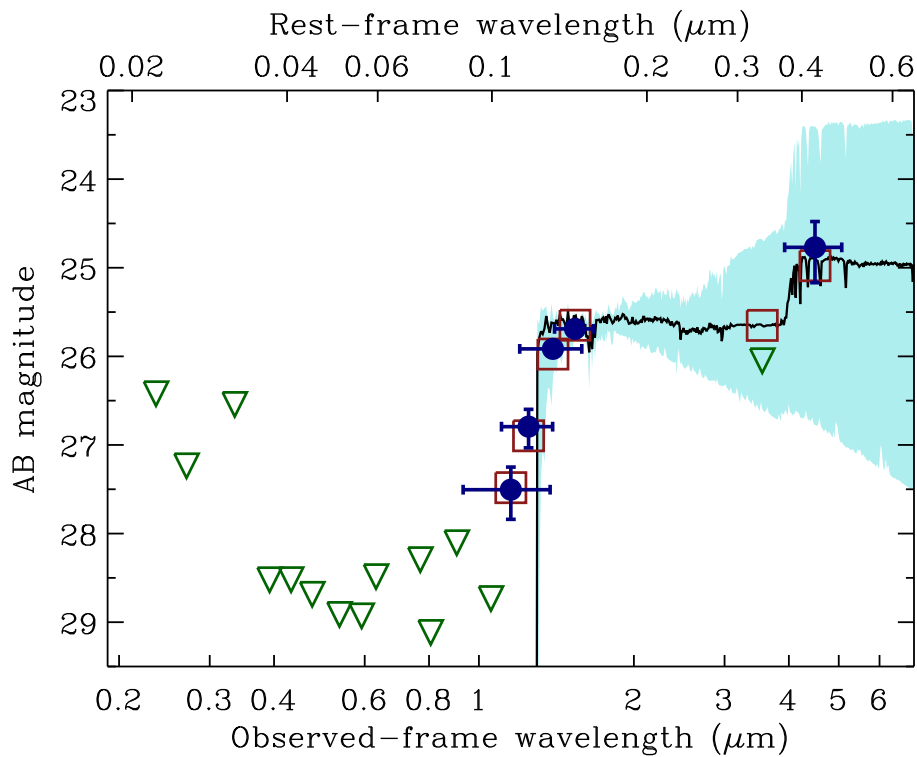 Rest−frame wavelength (μm)
0.02 0.04 0.06 0.1 0.2 0.3 0.4 0.6
23
24
25
26
27
28
29
AB magnitude
0.2 0.3 0.4 0.6 0.8 1 2 3 4 5 6
Observed−frame wavelength (μm)